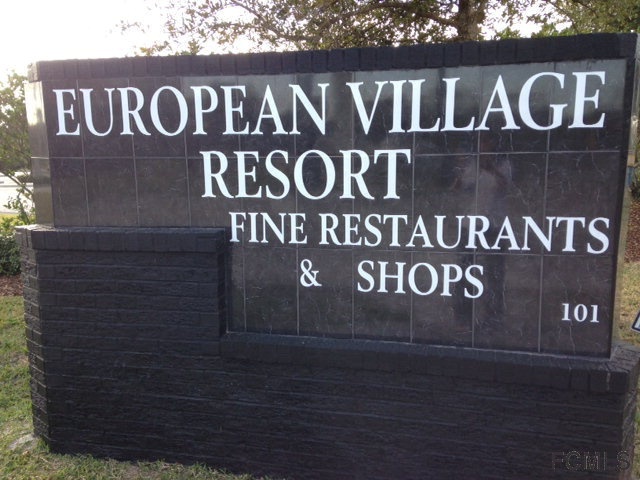 EUROPEAN VILLAGE
RESORT
FINE RESTAURANTS
& SHOPS
101
FCMLS